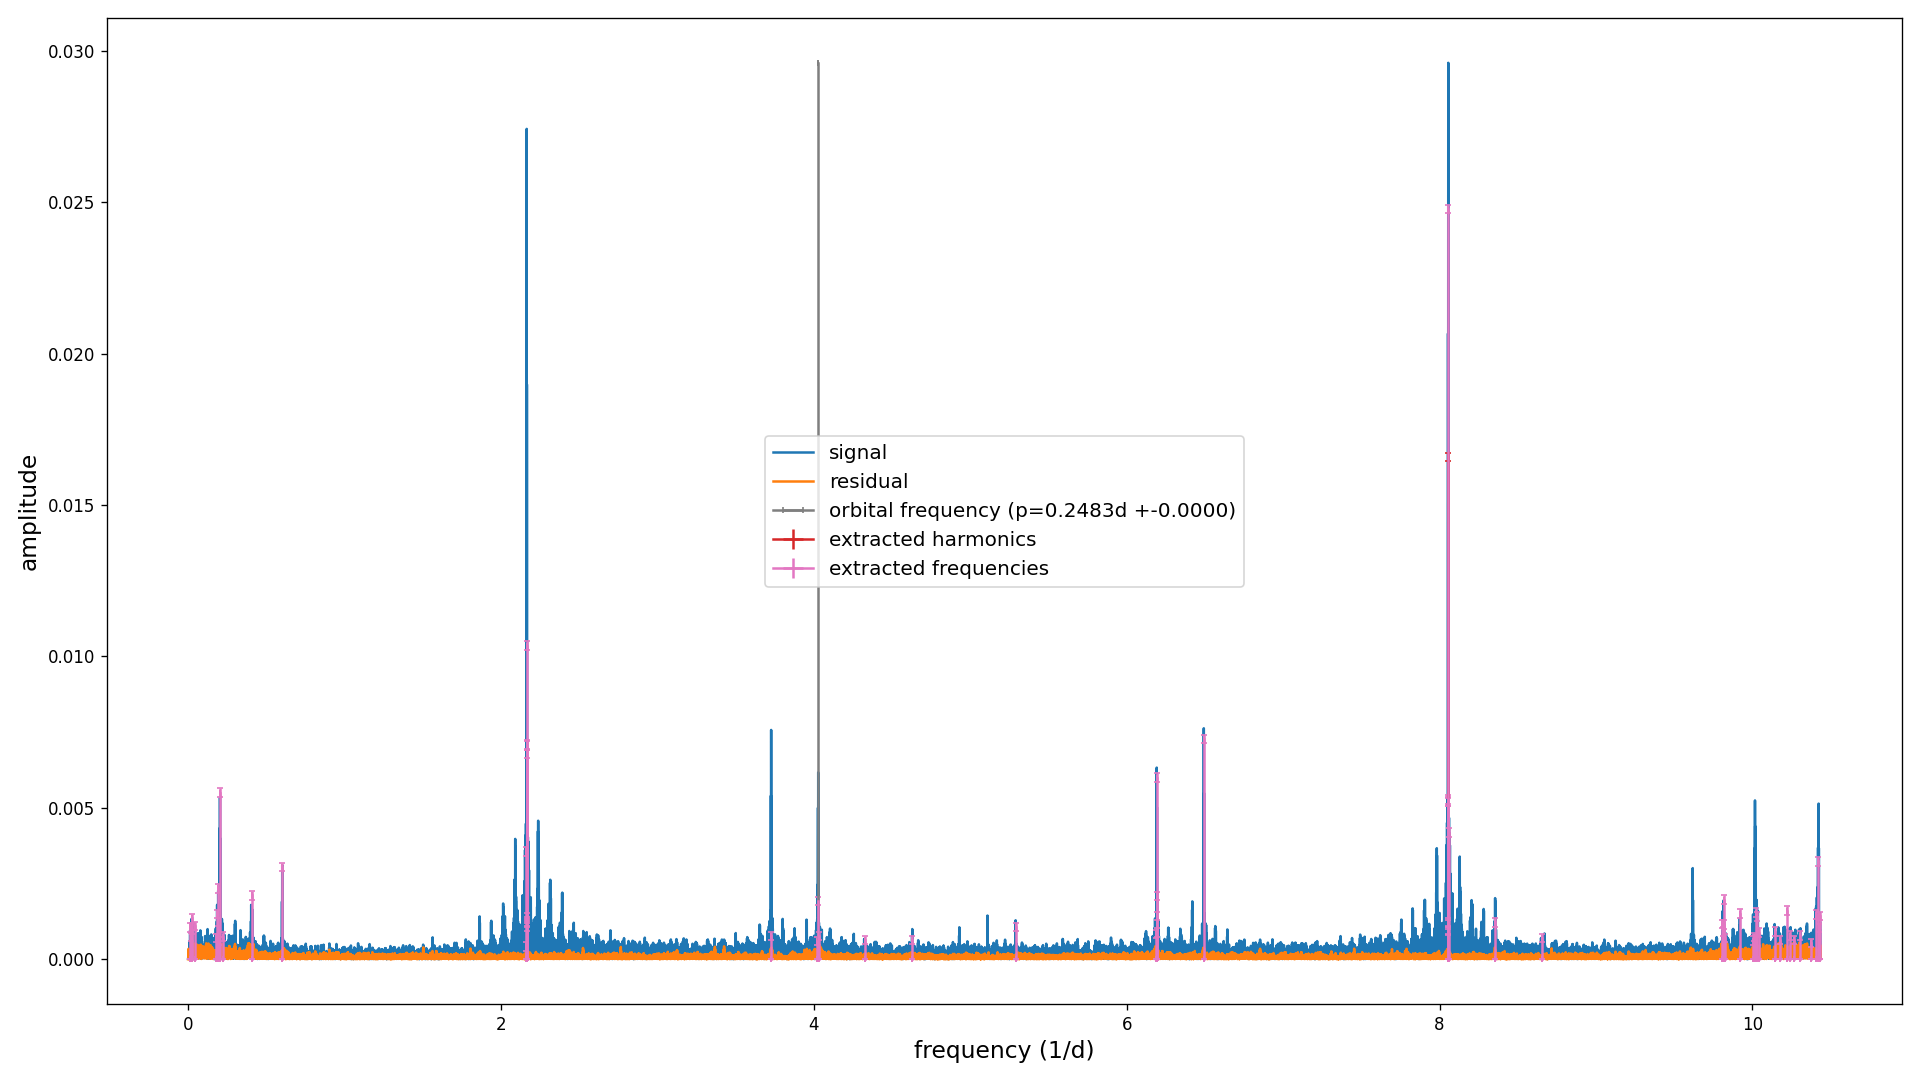 0.030
0.025
0.020
0.015
0.010
0.005
0.000
amplitude
signal
residual
orbital frequency (p=0.2483d +-0.0000)
extracted harmonics
extracted frequencies
0 2 4 6 8 10
frequency (1/d)